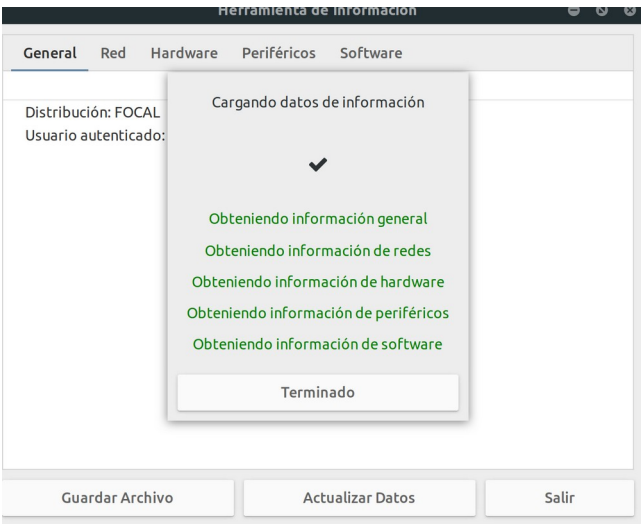 Herramienta de información
General Red Hardware Periféricos Software
Cargando datos de información
Distribución: FOCAL
Usuario autenticado:
Obteniendo información general
Obteniendo información de redes
Obteniendo información de hardware
Obteniendo información de periféricos
Obteniendo información de software
Terminado
Guardar Archivo Actualizar Datos Salir